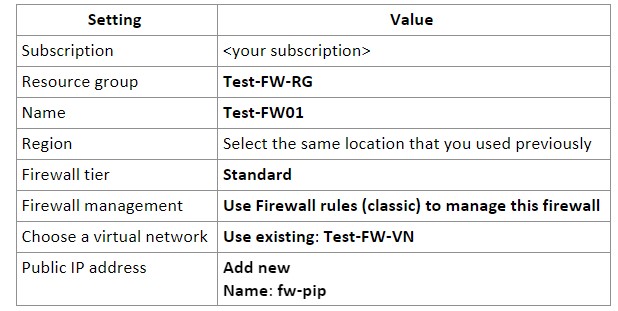 Setting Value
Subscription <your subscription>
Resource group Test-FW-RG
Name Test-FW01
Region Select the same location that you used previously
Firewall tier Standard
Firewall management Use Firewall rules (classic) to manage this firewall
Choose a virtual network Use existing: Test-FW-VN
Public IP address Add new
Name: fw-pip